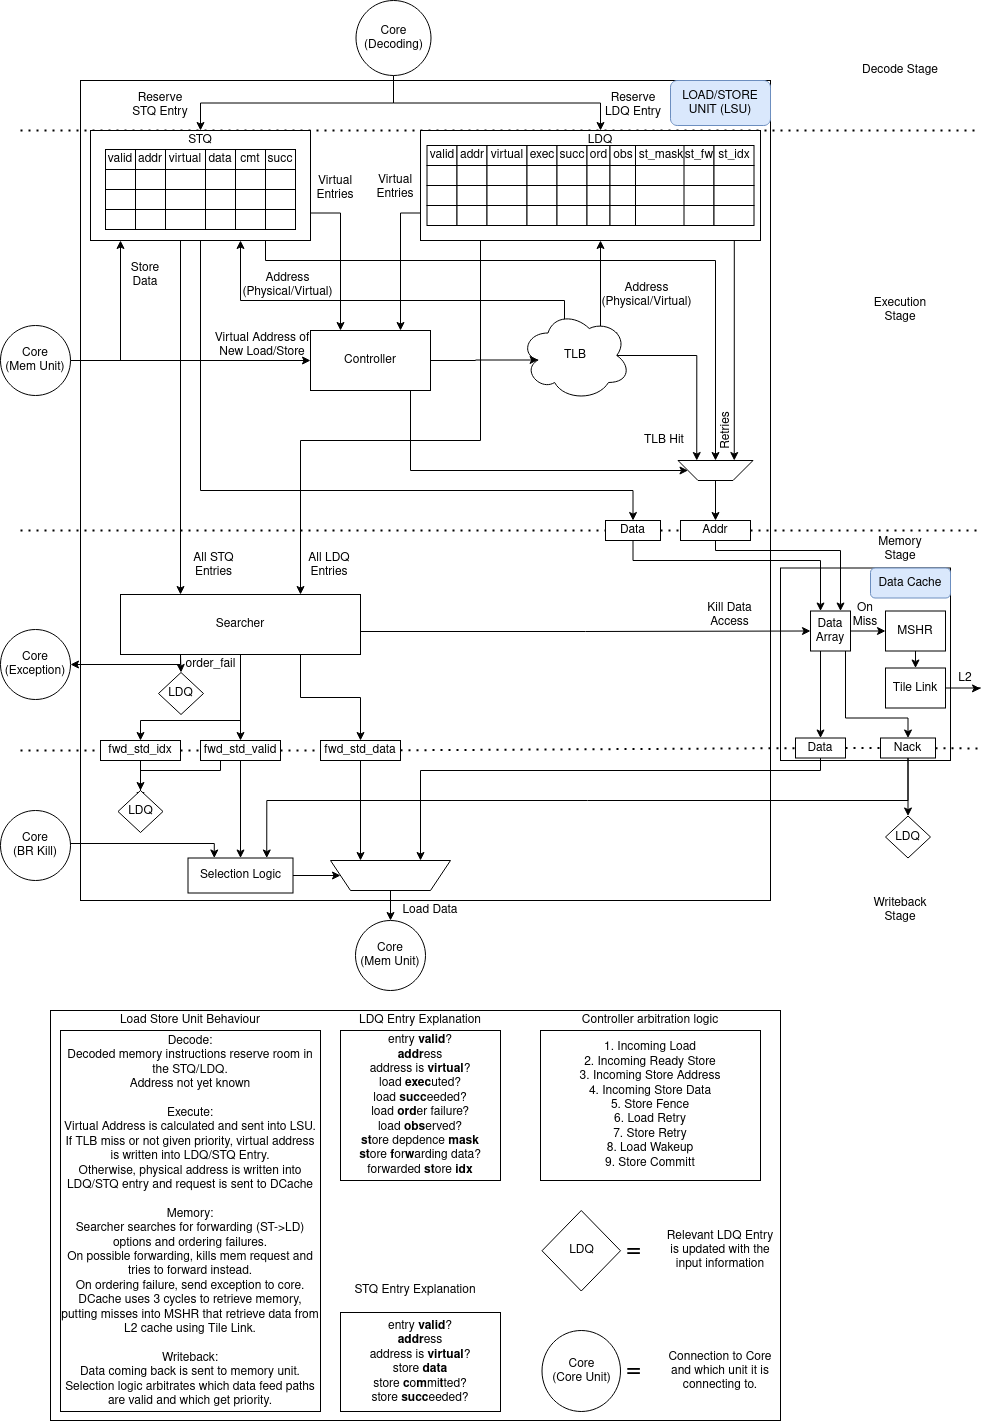 Core
(Decoding)
Decode Stage
LOAD/STORE
UNIT (LSU)
Reserve
STQ Entry
Reserve
LDQ Entry
STQ
valid addr virtual data cmt succ
LDQ
valid addr virtual exec succ ord obs st_mask st_fw st_idx
Virtual
Entries
Virtual
Entries
Store
Data
Address
(Physical/Virtual)
Address
(Physical/Virtual)
Execution
Stage
Core
(Mem Unit)
Virtual Address of
New Load/Store
Controller
TLB
TLB Hit
Retries
Data
Addr
Memory
Stage
All STQ
Entries
All LDQ
Entries
Data Cache
Searcher
Kill Data
Access
Data
Array
On
Miss
MSHR
Tile Link
L2
Core
(Exception)
order_fail
LDQ
fwd_std_idx
fwd_std_valid
fwd_std_data
Data
Nack
LDQ
Core
(BR Kill)
LDQ
Selection Logic
Writeback
Stage
Load Data
Core
(Mem Unit)
Load Store Unit Behaviour
Decode:
Decoded memory instructions reserve room in
the STQ/LDQ.
Address not yet known
Execute:
Virtual Address is calculated and sent into LSU.
If TLB miss or not given priority, virtual address
is written into LDQ/STQ Entry.
Otherwise, physical address is written into
LDQ/STQ entry and request is sent to DCache
Memory:
Searcher searches for forwarding (ST->LD)
options and ordering failures.
On possible forwarding, kills mem request and
tries to forward instead.
On ordering failure, send exception to core.
DCache uses 3 cycles to retrieve memory,
putting misses into MSHR that retrieve data from
L2 cache using Tile Link.
Writeback:
Data coming back is sent to memory unit.
Selection logic arbitrates which data feed paths
are valid and which get priority.
LDQ Entry Explanation
entry valid?
address
address is virtual?
load executed?
load succeeded?
load order failure?
load observed?
store depdence mask
store forwarding data?
forwarded store idx
STQ Entry Explanation
entry valid?
address
address is virtual?
store data
store committed?
store succeeded?
Controller arbitration logic
1. Incoming Load
2. Incoming Ready Store
3. Incoming Store Address
4. Incoming Store Data
5. Store Fence
6. Load Retry
7. Store Retry
8. Load Wakeup
9. Store Committ
LDQ
=
Relevant LDQ Entry
is updated with the
input information
Core
(Core Unit)
=
Connection to Core
and which unit it is
connecting to.